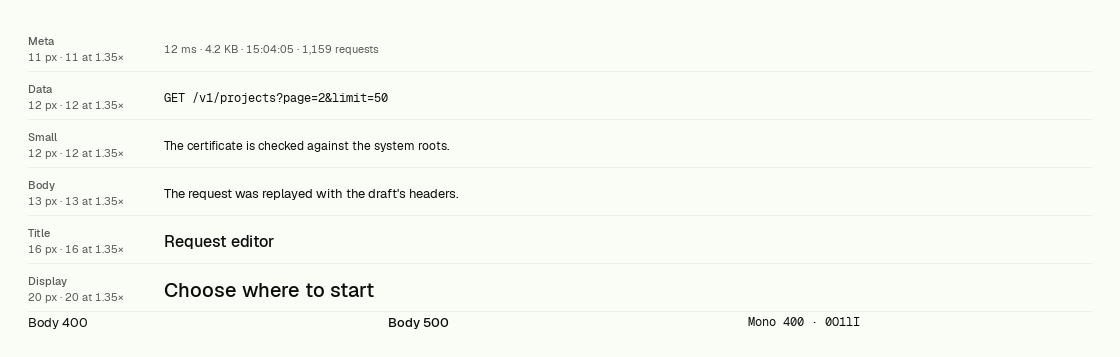 Meta
11 px · 11 at 1.35×
12 ms · 4.2 KB · 15:04:05 · 1,159 requests
Data
12 px · 12 at 1.35×
GET /v1/projects?page=2&limit=50
Small
12 px · 12 at 1.35×
The certificate is checked against the system roots.
Body
13 px · 13 at 1.35×
The request was replayed with the draft's headers.
Title
16 px · 16 at 1.35×
Request editor
Display
20 px · 20 at 1.35×
Choose where to start
Body 400
Body 500
Mono 400 · 0O1lI